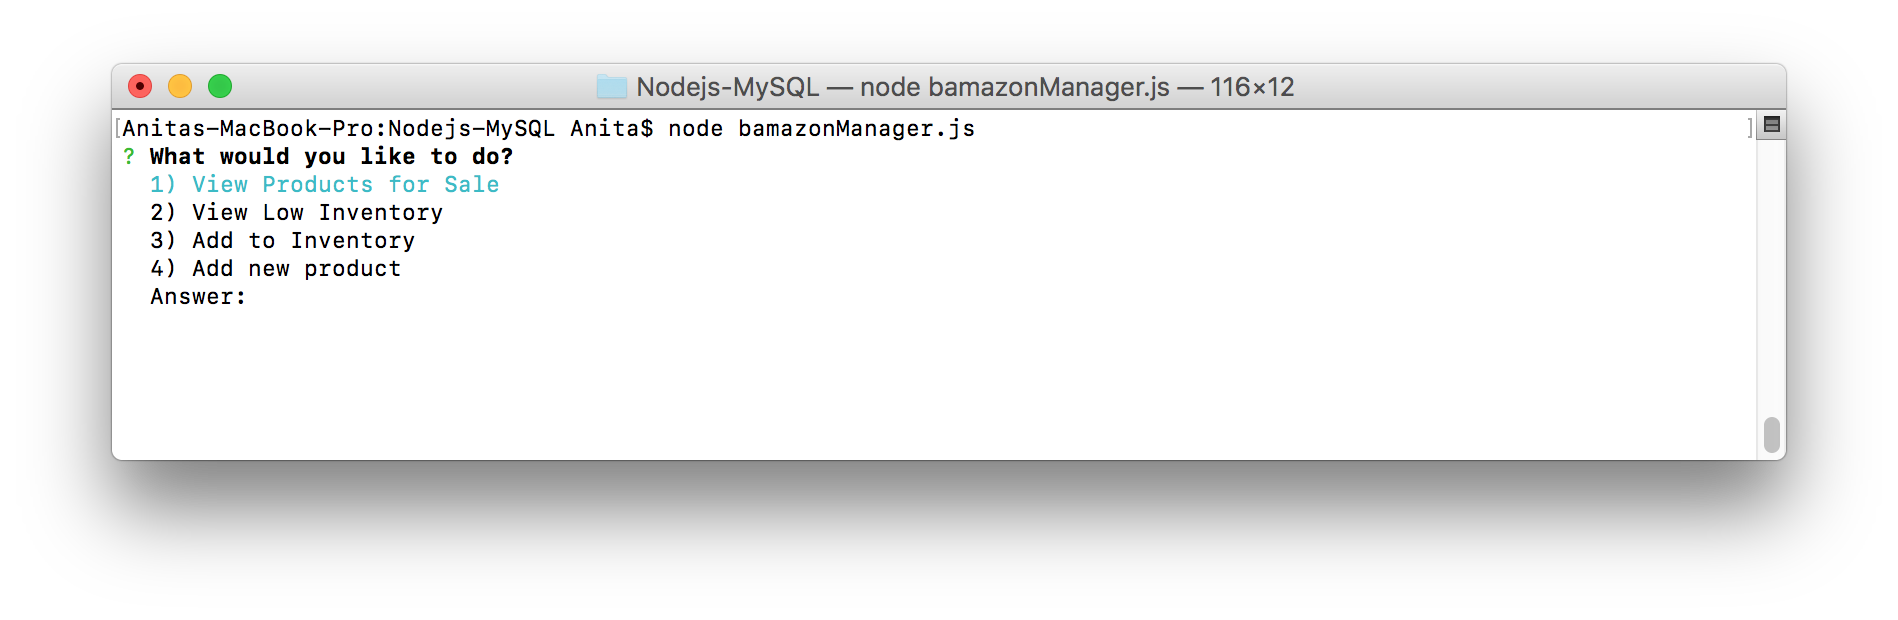 Nodejs-MySQL — node bamazonManager.js — 116×12
[Anitas-MacBook-Pro:Nodejs-MySQL Anita$ node bamazonManager.js ]
? What would you like to do?
1) View Products for Sale
2) View Low Inventory
3) Add to Inventory
4) Add new product
Answer: